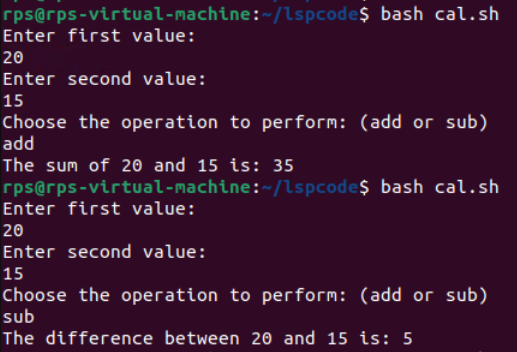 rps@rps-virtual-machine:~/lspcode$ bash cal.sh
Enter first value:
20
Enter second value:
15
Choose the operation to perform: (add or sub)
add
The sum of 20 and 15 is: 35
rps@rps-virtual-machine:~/lspcode$ bash cal.sh
Enter first value:
20
Enter second value:
15
Choose the operation to perform: (add or sub)
sub
The difference between 20 and 15 is: 5